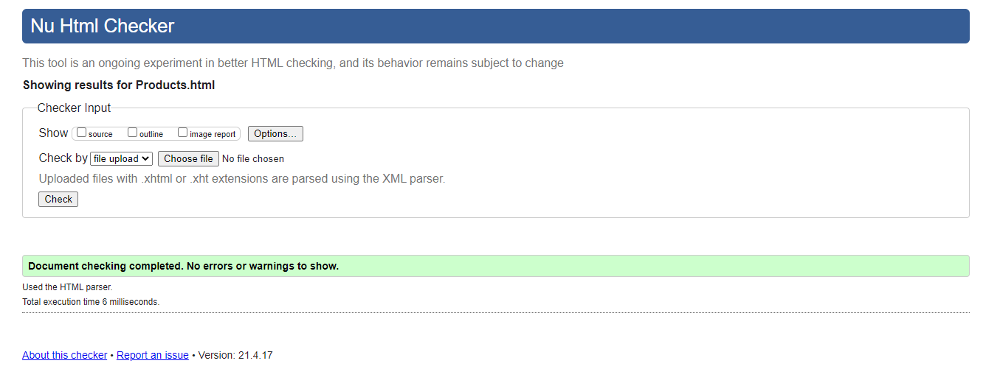 Nu Html Checker
This tool is an ongoing experiment in better HTML checking, and its behavior remains subject to change
Showing results for Products.html
Checker Input
Show source outline image report Options...
Check by file upload Choose file No file chosen
Uploaded files with .xhtml or .xht extensions are parsed using the XML parser.
Check
Document checking completed. No errors or warnings to show.
Used the HTML parser.
Total execution time 6 milliseconds.
About this checker • Report an issue • Version: 21.4.17